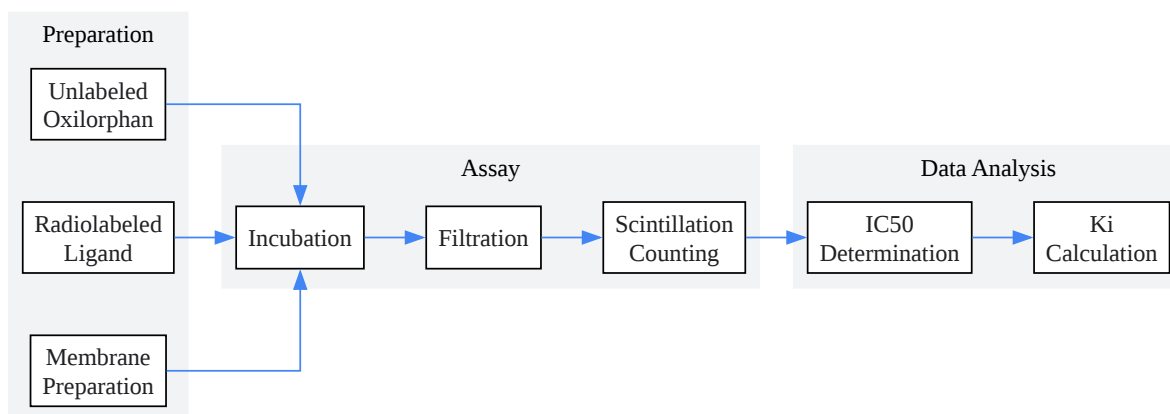 Preparation
Unlabeled
Oxilorphan
Radiolabeled
Ligand
Membrane
Preparation
Assay
Incubation
Filtration
Scintillation
Counting
Data Analysis
IC50
Determination
Ki
Calculation